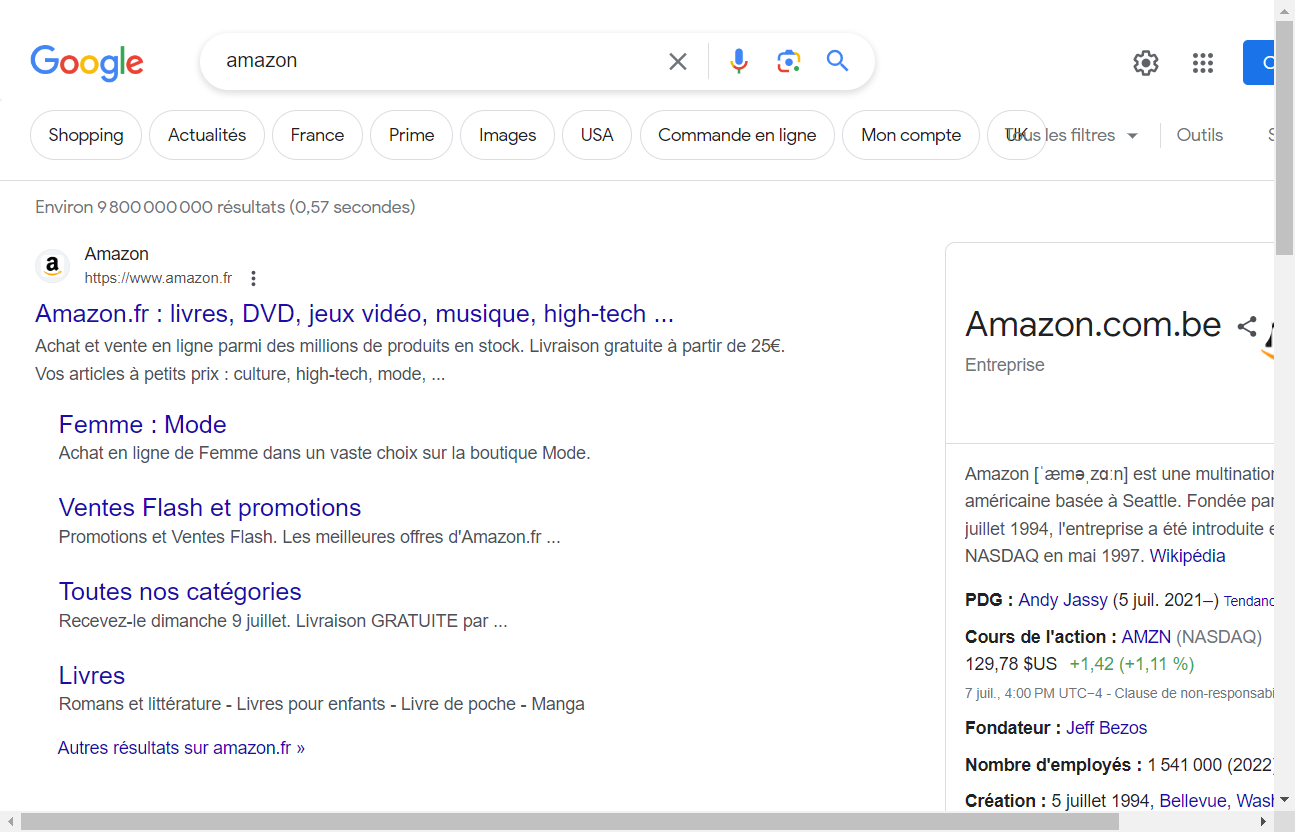 Google
amazon
Shopping
Actualités
France
Prime
Images
USA
Commande en ligne
Mon compte
UK
Tous les filtres
Outils
Environ 9 800 000 000 résultats (0,57 secondes)
a
Amazon
https://www.amazon.fr
Amazon.fr : livres, DVD, jeux vidéo, musique, high-tech ...
Achat et vente en ligne parmi des millions de produits en stock. Livraison gratuite à partir de 25€.
Vos articles à petits prix : culture, high-tech, mode, ...
Femme : Mode
Achat en ligne de Femme dans un vaste choix sur la boutique Mode.
Ventes Flash et promotions
Promotions et Ventes Flash. Les meilleures offres d'Amazon.fr ...
Toutes nos catégories
Recevez-le dimanche 9 juillet. Livraison GRATUITE par ...
Livres
Romans et littérature - Livres pour enfants - Livre de poche - Manga
Autres résultats sur amazon.fr »
Amazon.com.be
Entreprise
Amazon [ˈæməˌzɑːn] est une multination
américaine basée à Seattle. Fondée par
juillet 1994, l'entreprise a été introduite
NASDAQ en mai 1997. Wikipédia
PDG : Andy Jassy (5 juil. 2021–) Tendanc
Cours de l'action : AMZN (NASDAQ)
129,78 $US +1,42 (+1,11 %)
7 juil., 4:00 PM UTC−4 - Clause de non-responsabi
Fondateur : Jeff Bezos
Nombre d'employés : 1 541 000 (2022)
Création : 5 juillet 1994, Bellevue, Wash